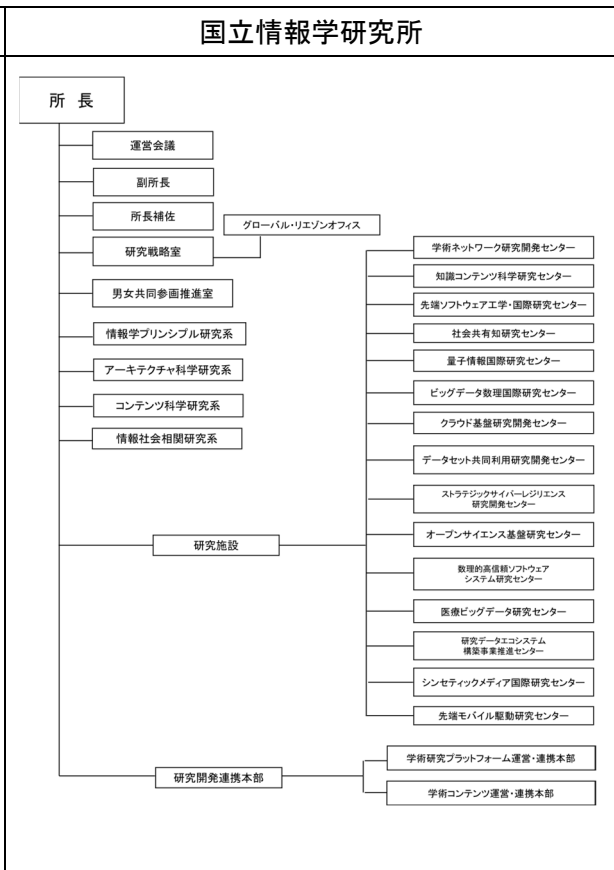 国立情報学研究所
所 長
運営会議
副所長
所長補佐
グローバル・リエゾンオフィス
研究戦略室
男女共同参画推進室
情報学プリンシプル研究系
アーキテクチャ科学研究系
コンテンツ科学研究系
情報社会相関研究系
研究施設
学術ネットワーク研究開発センター
知識コンテンツ科学研究センター
先端ソフトウェア工学・国際研究センター
社会共有知研究センター
量子情報国際研究センター
ビッグデータ数理国際研究センター
クラウド基盤研究開発センター
データセット共同利用研究開発センター
ストラテジックサイバーレジリエンス
研究開発センター
オープンサイエンス基盤研究センター
数理的高信頼ソフトウェア
システム研究センター
医療ビッグデータ研究センター
研究データエコシステム
構築事業推進センター
シンセティックメディア国際研究センター
先端モバイル駆動研究センター
研究開発連携本部
学術研究プラットフォーム運営・連携本部
学術コンテンツ運営・連携本部